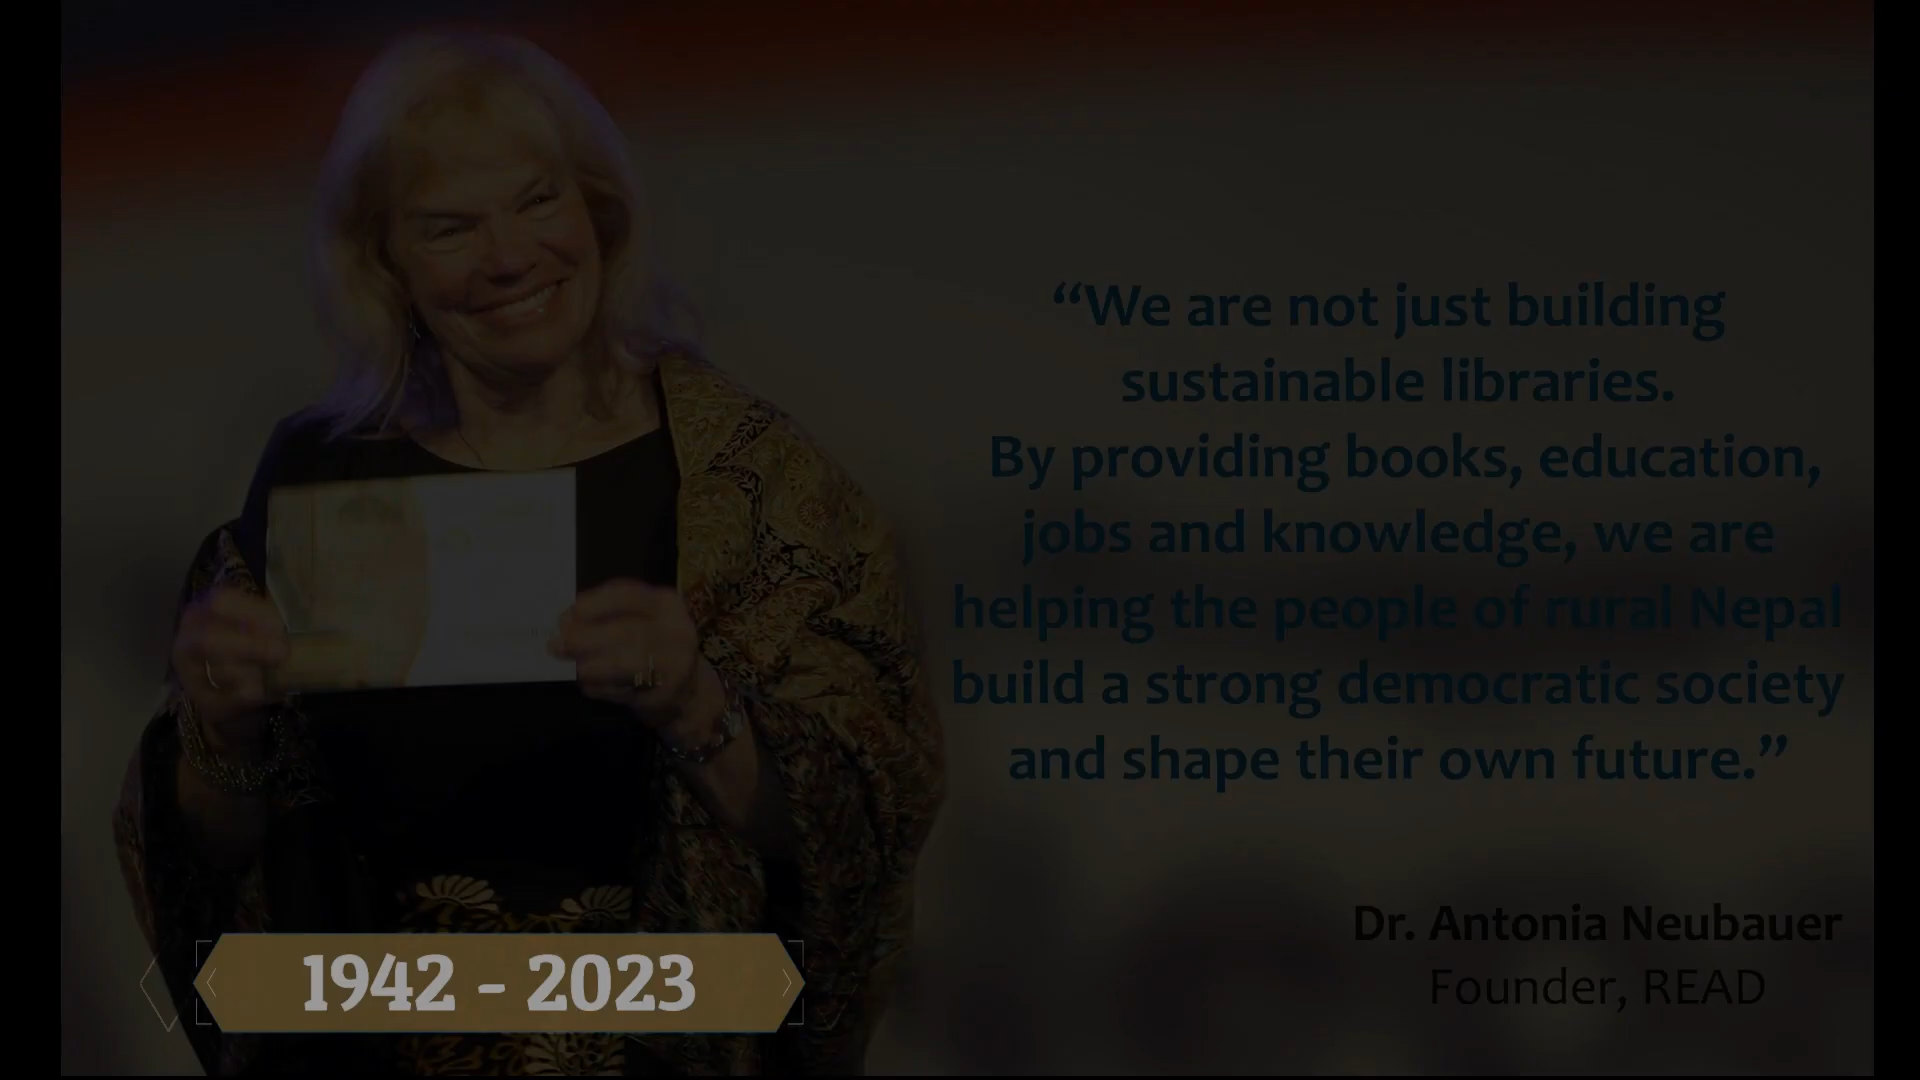 “We are not just building
sustainable libraries.
By providing books, education,
jobs and knowledge, we are
helping the people of rural Nepal
build a strong democratic society
and shape their own future.”
Dr. Antonia Neubauer
Founder, READ
1942 - 2023